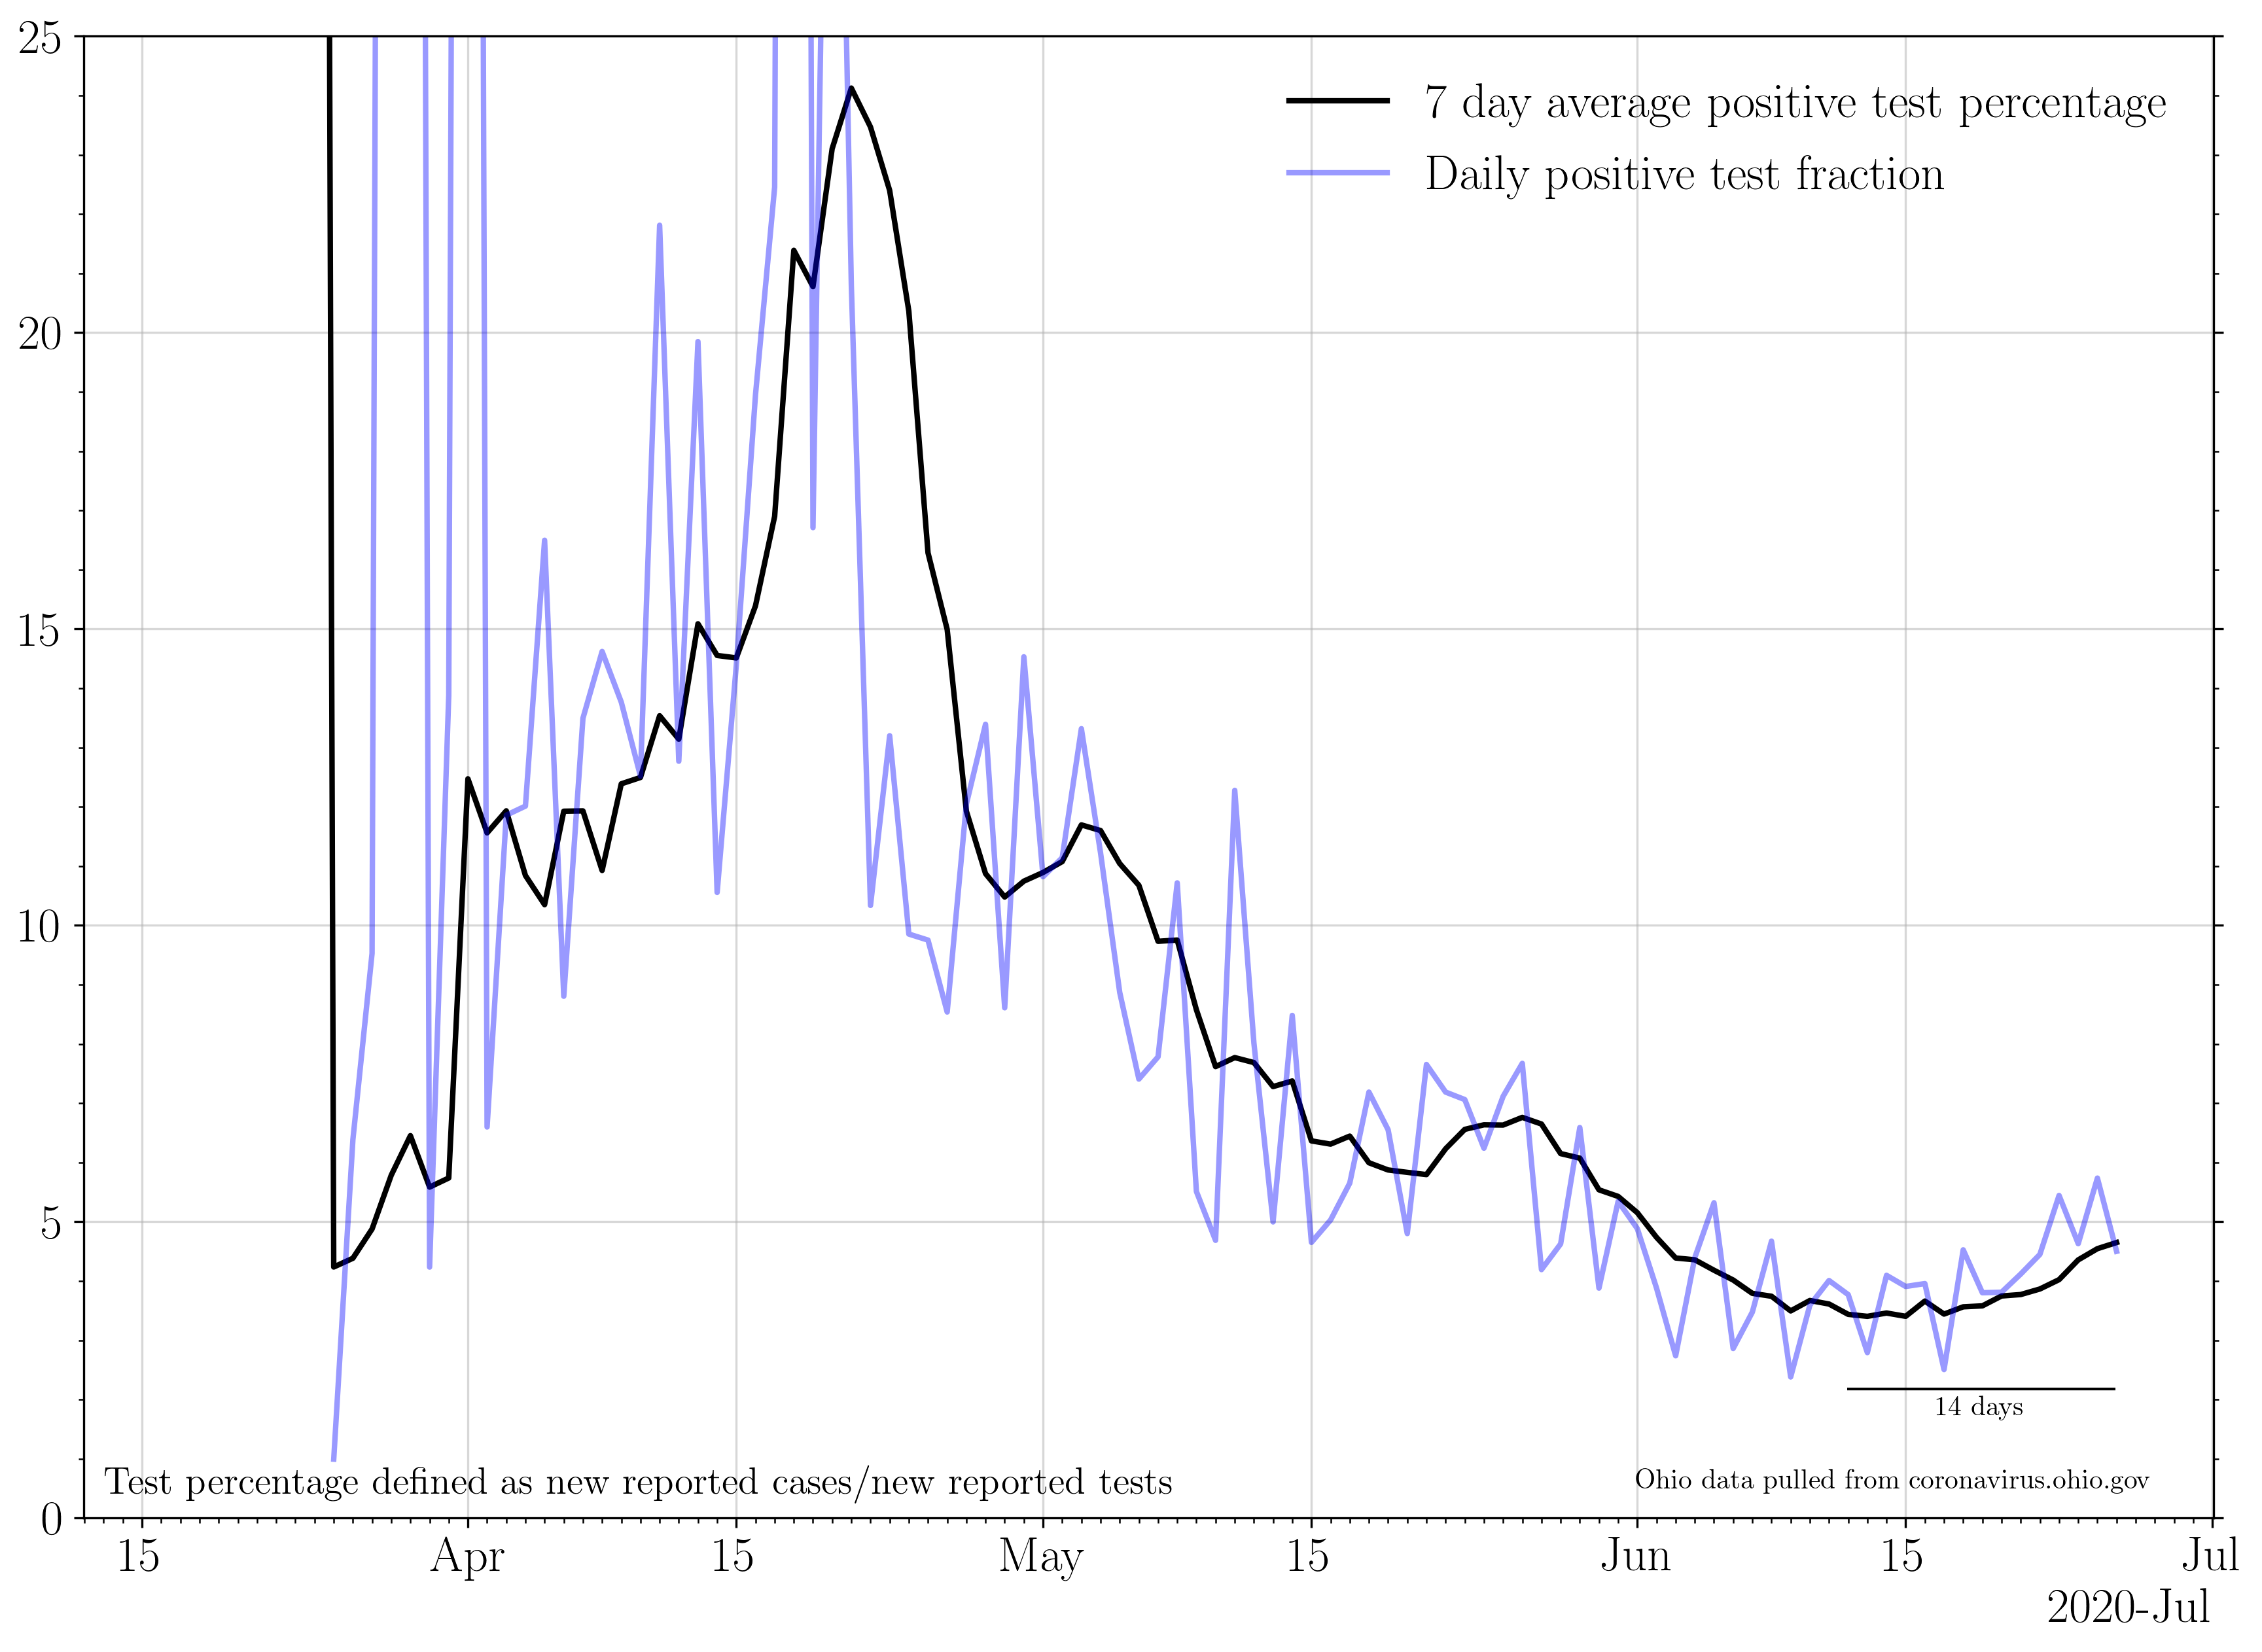 25
20
15
10
5
0
7 day average positive test percentage
Daily positive test fraction
14 days
Test percentage defined as new reported cases/new reported tests
Ohio data pulled from coronavirus.ohio.gov
15 Apr 15 May 15 Jun 15 Jul
2020-Jul